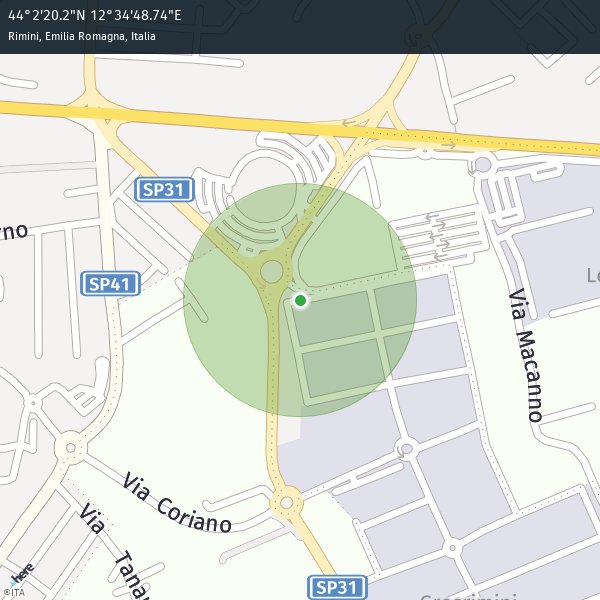 44°2'20.2"N 12°34'48.74"E
Rimini, Emilia Romagna, Italia
SP31
rno
SP41
Le
Via Macanno
Via Coriano
Via Tana
here
©ITA
SP31